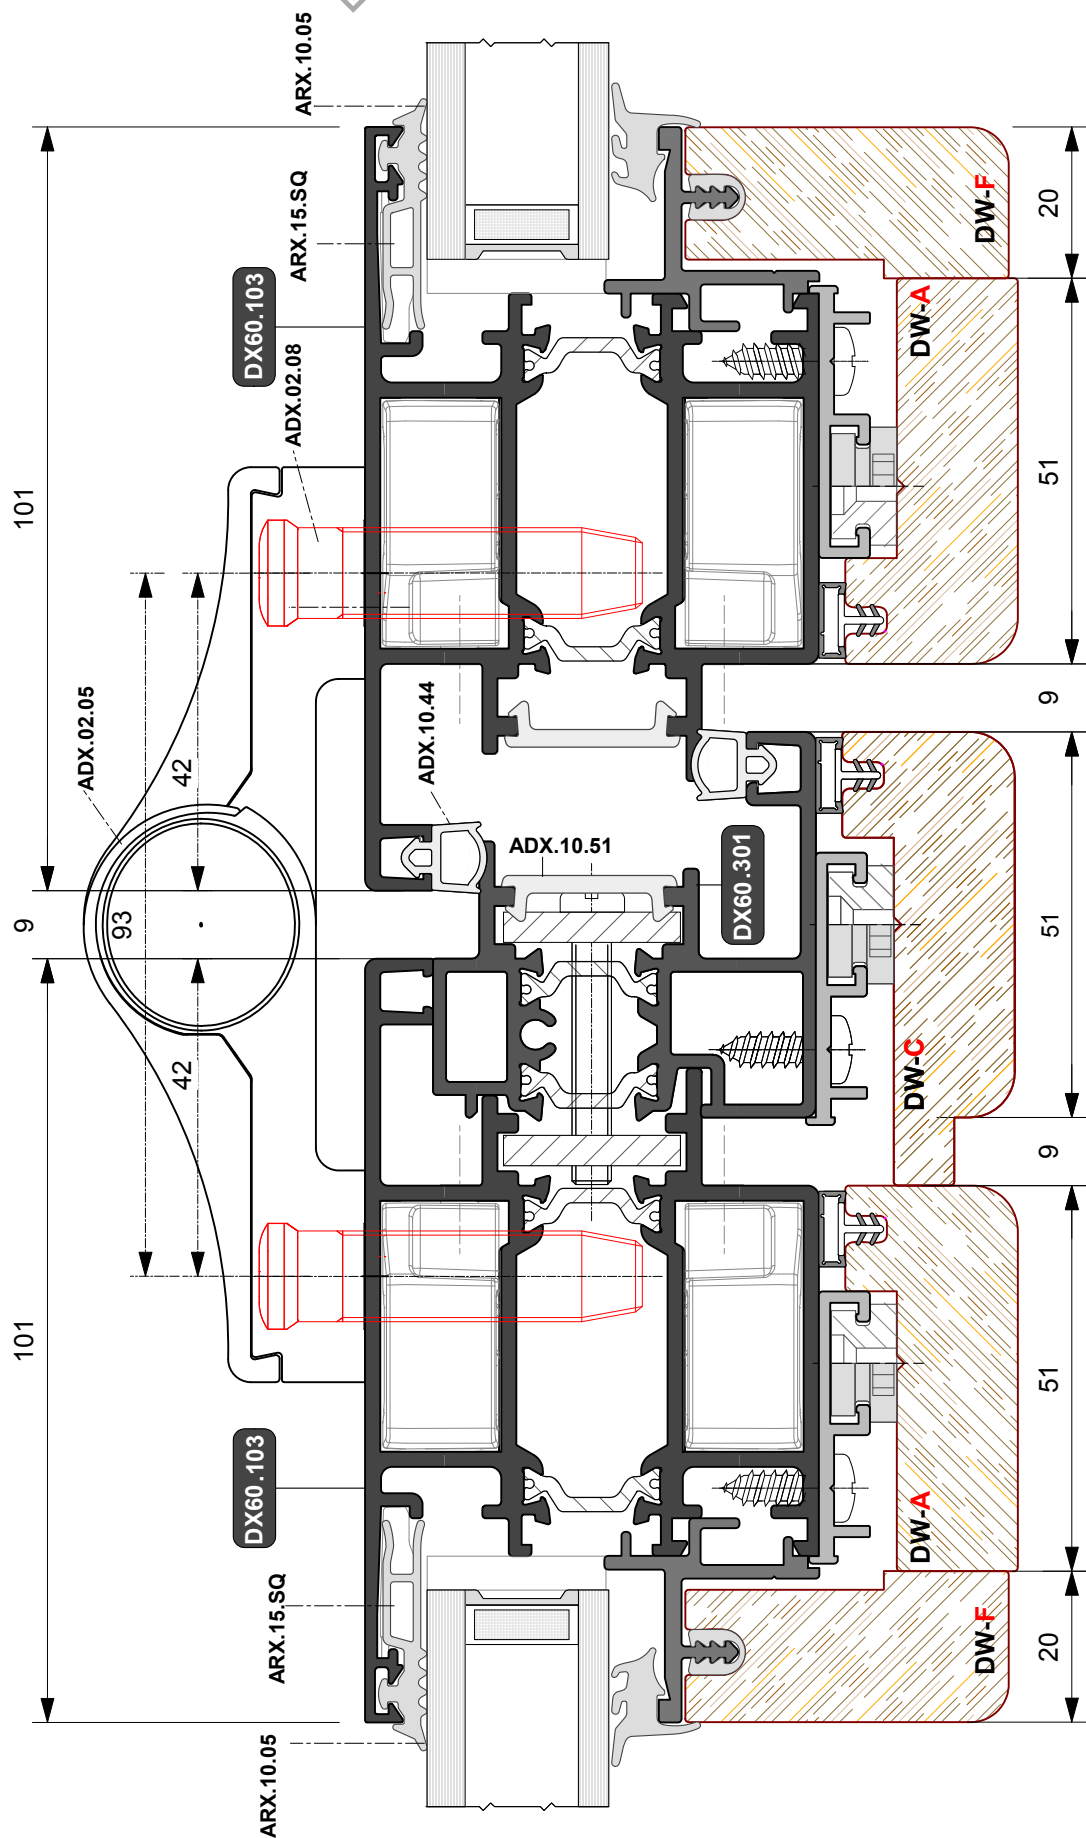 ARX.10.05
ARX.15.SQ
DX60.103
ADX.02.08
101
20
DW-F
DW-A
51
ADX.02.05
42
ADX.10.44
9
93
9
ADX.10.51
DX60.301
51
42
DW-C
9
101
51
DX60.103
DW-A
ARX.15.SQ
DW-F
20
ARX.10.05